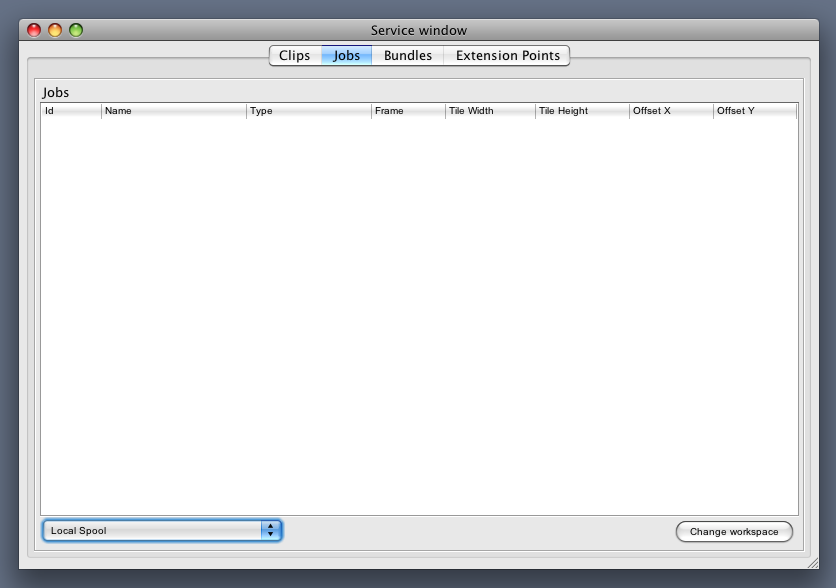 Service window
Clips Jobs Bundles Extension Points
Jobs
Id Name Type Frame Tile Width Tile Height Offset X Offset Y
Local Spool Change workspace